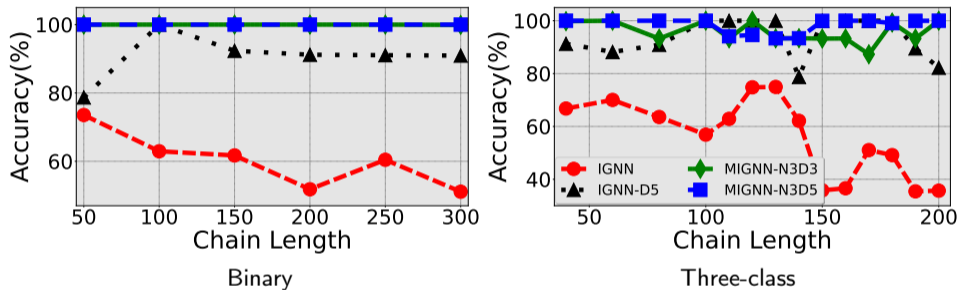 Accuracy(%)
100
80
60
50
100
150
200
250
300
Chain Length
Binary
Accuracy(%)
100
80
60
40
IGNN
IGNN-D5
MIGNN-N3D3
MIGNN-N3D5
50
100
150
200
Chain Length
Three-class